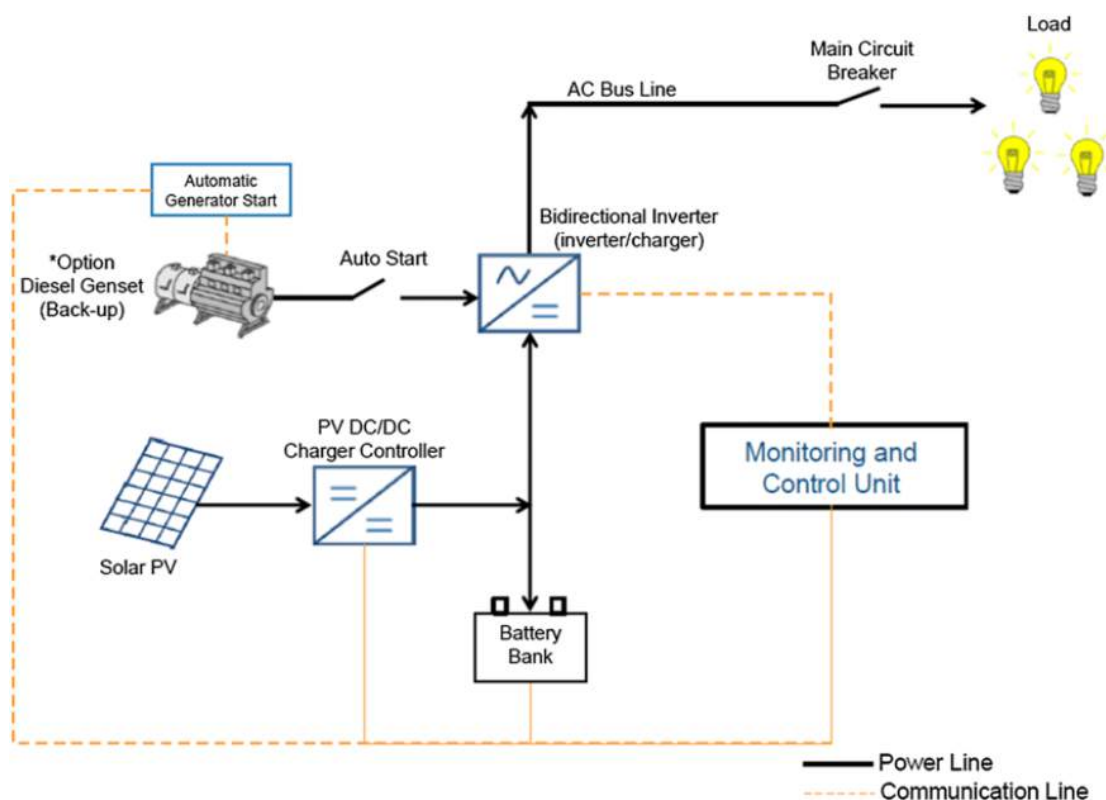 Load
Main Circuit
Breaker
AC Bus Line
Automatic
Generator Start
Bidirectional Inverter
(inverter/charger)
*Option
Diesel Genset
(Back-up)
Auto Start
PV DC/DC
Charger Controller
Monitoring and
Control Unit
Solar PV
Battery
Bank
Power Line
Communication Line